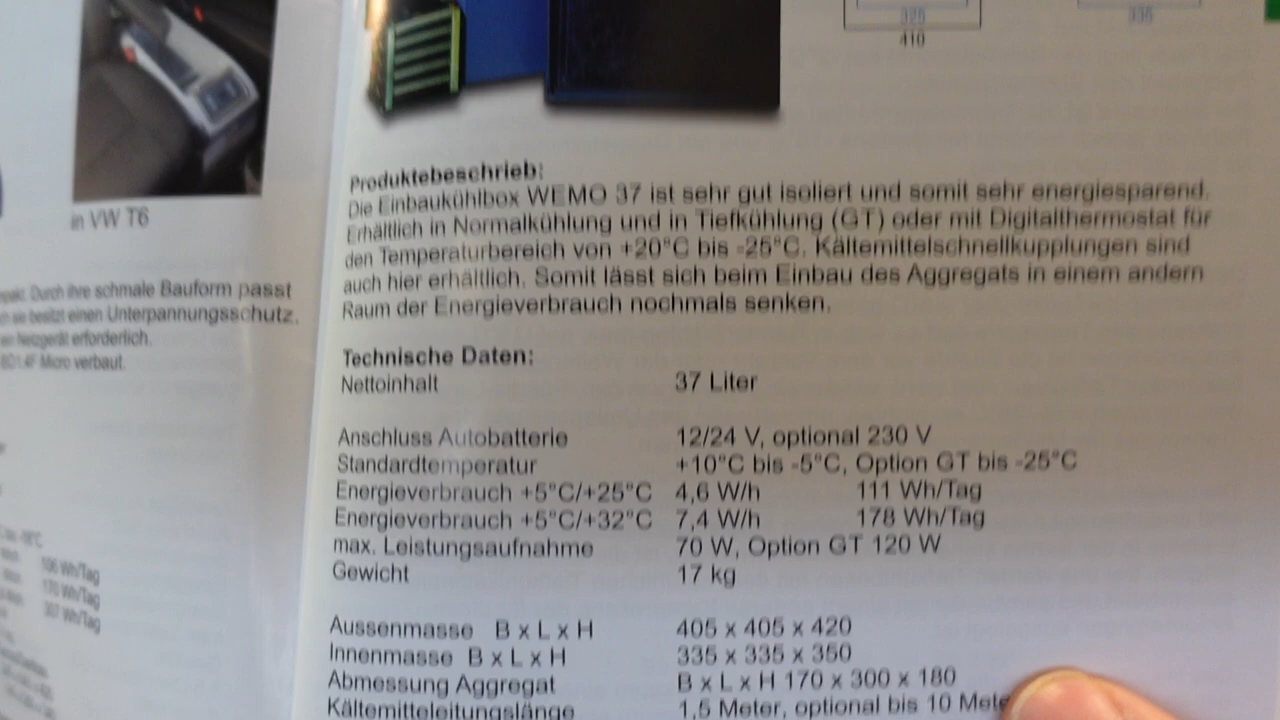 325
410
335
in VW T6
Durch ihre schmale Bauform passt
besitzt einen Unterpannungsschutz.
erforderlich.
Micro verbaut.
106 Wh/Tag
170 Wh/Tag
307 Wh/Tag
Produktebeschrieb:
Die Einbaukühlbox WEMO 37 ist sehr gut isoliert und somit sehr energiesparend.
Erhältlich in Normalkühlung und in Tiefkühlung (GT) oder mit Digitalthermostat für
den Temperaturbereich von +20°C bis -25°C. Kältemittelschnellkupplungen sind
auch hier erhältlich. Somit lässt sich beim Einbau des Aggregats in einem andern
Raum der Energieverbrauch nochmals senken.
Technische Daten:
Nettoinhalt 37 Liter
Anschluss Autobatterie 12/24 V, optional 230 V
Standardtemperatur +10°C bis -5°C, Option GT bis -25°C
Energieverbrauch +5°C/+25°C 4,6 W/h 111 Wh/Tag
Energieverbrauch +5°C/+32°C 7,4 W/h 178 Wh/Tag
max. Leistungsaufnahme 70 W, Option GT 120 W
Gewicht 17 kg
Aussenmasse B x L x H 405 x 405 x 420
Innenmasse B x L x H 335 x 335 x 350
Abmessung Aggregat B x L x H 170 x 300 x 180
Kältemitteleitungslänge 1,5 Meter, optional bis 10 Mete